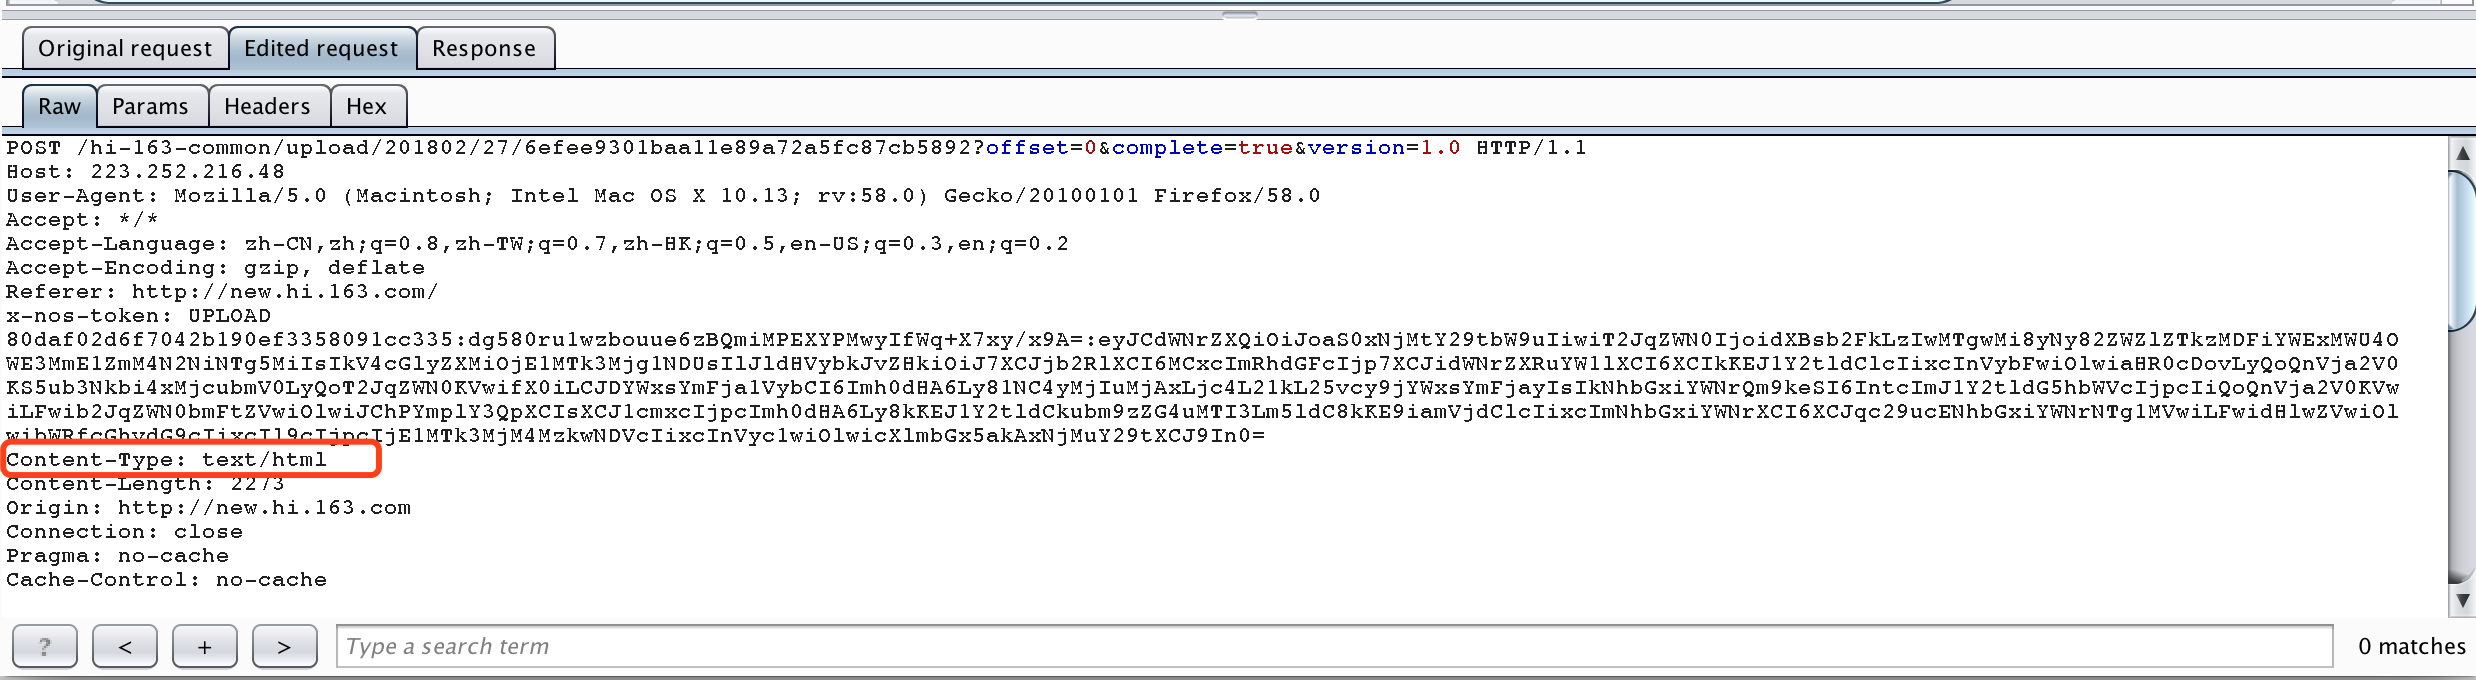 Original request Edited request Response
Raw Params Headers Hex
POST /hi-163-common/upload/201802/27/6efee9301baa11e89a72a5fc87cb5892?offset=0&complete=true&version=1.0 HTTP/1.1
Host: 223.252.216.48
User-Agent: Mozilla/5.0 (Macintosh; Intel Mac OS X 10.13; rv:58.0) Gecko/20100101 Firefox/58.0
Accept: */*
Accept-Language: zh-CN,zh;q=0.8,zh-TW;q=0.7,zh-HK;q=0.5,en-US;q=0.3,en;q=0.2
Accept-Encoding: gzip, deflate
Referer: http://new.hi.163.com/
x-nos-token: UPLOAD
80daf02d6f7042b190ef3358091cc335:dg580ru1wzbouue6zBQmiMPEXYPMwyIfWq+X7xy/x9A=:eyJCdWNrZXQiOiJoaS0xNjMtY29tbW9uIiwiT2JqZWN0IjoidXBsb2FkLzIwMTgwMi8yNy82ZWZlZTkzMDFiYWExMWU4O
WE3MmE1ZmM4N2NiNTg5MiIsIkV4cGlyZXMiOjE1MTk3Mjg1NDUsIlJldHVybkJvZHkiOiJ7XCJjb2RlXCI6MCxcImRhdGFcIjp7XCJidWNrZXRuYW1lXCI6XCIkKEJ1Y2tldClcIixcInVybFwiOlwiaHR0cDovLyQoQnVja2V0
KS5ub3Nkbi4xMjcubmV0LyQoT2JqZWN0KVwifX0iLCJDYWxsYmFja1VybCI6Imh0dHA6Ly81NC4yMjIuMjAxLjc4L21kL25vcy9jYWxsYmFjayIsIkNhbGxiYWNrQm9keSI6IntcImJ1Y2tldG5hbWVcIjpcIiQoQnVja2V0KVw
iLFwib2JqZWN0bmFtZVwiOlwiJChPYmplY3QpXCIsXCJ1cmxcIjpcImh0dHA6Ly8kKEJ1Y2tldCkubm9zZG4uMTI3Lm5ldC8kKE9iamVjdClcIixcImNhbGxiYWNrXCI6XCJqc29ucENhbGxiYWNrNTg1MVwiLFwidHlwZVwiOl
Content-Type: text/html
Content-Length: 2273
Origin: http://new.hi.163.com
Connection: close
Pragma: no-cache
Cache-Control: no-cache
? < + > Type a search term 0 matches